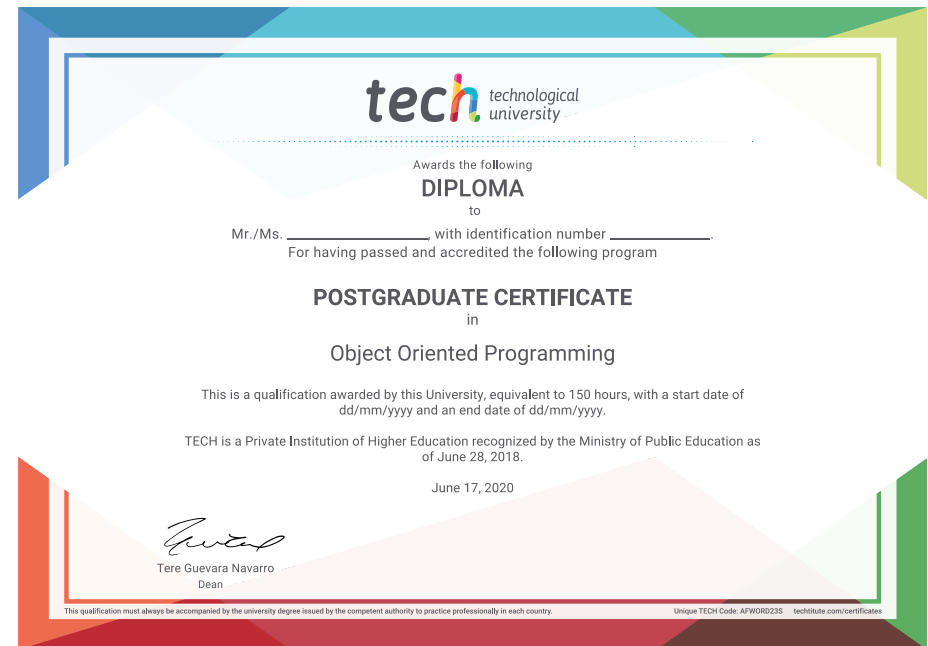 tech technological
university
Awards the following
DIPLOMA
to
Mr./Ms. ____________________, with identification number ______________.
For having passed and accredited the following program
POSTGRADUATE CERTIFICATE
in
Object Oriented Programming
This is a qualification awarded by this University, equivalent to 150 hours, with a start date of
dd/mm/yyyy and an end date of dd/mm/yyyy.
TECH is a Private Institution of Higher Education recognized by the Ministry of Public Education as
of June 28, 2018.
June 17, 2020
Tere Guevara Navarro
Dean
This qualification must always be accompanied by the university degree issued by the competent authority to practice professionally in each country. Unique TECH Code: AFWORD23S techtitute.com/certificates